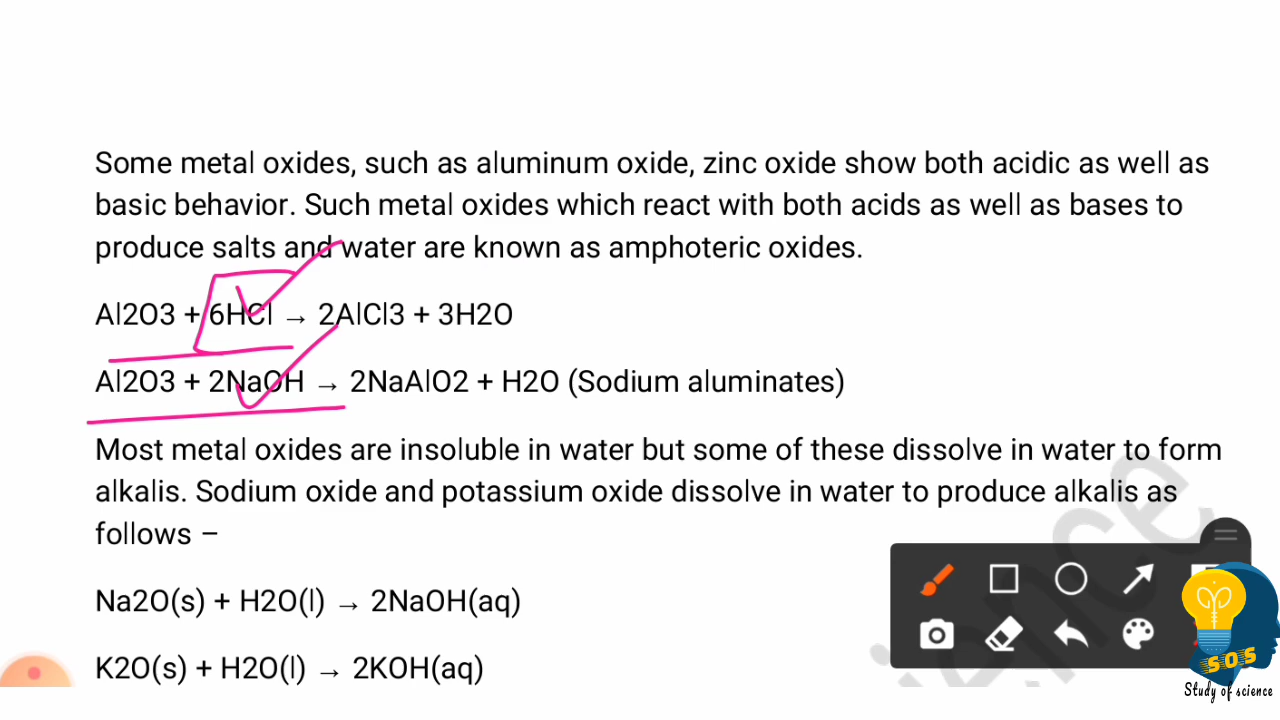 Some metal oxides, such as aluminum oxide, zinc oxide show both acidic as well as
basic behavior. Such metal oxides which react with both acids as well as bases to
produce salts and water are known as amphoteric oxides.
Al2O3 + 6HCl → 2AlCl3 + 3H2O
Al2O3 + 2NaOH → 2NaAlO2 + H2O (Sodium aluminates)
Most metal oxides are insoluble in water but some of these dissolve in water to form
alkalis. Sodium oxide and potassium oxide dissolve in water to produce alkalis as
follows –
Na2O(s) + H2O(l) → 2NaOH(aq)
K2O(s) + H2O(l) → 2KOH(aq)
SOS
Study of science